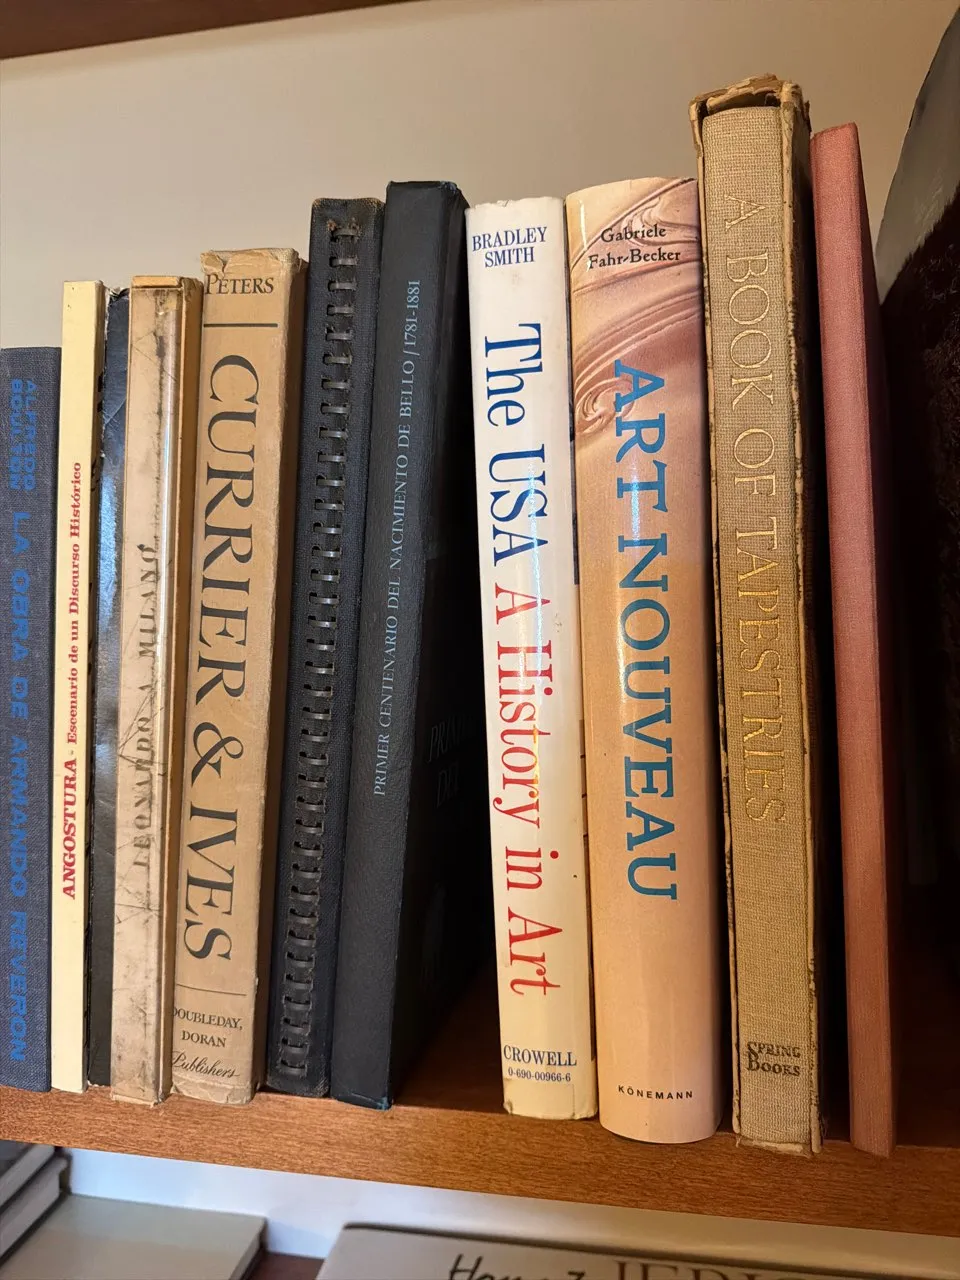 ALFREDO
BOULTON
LA OBRA DE ARMANDO REVERON
ANGOSTURA - Escenario de un Discurso Histórico
LEONARDO A MILANO
PETERS
CURRIER & IVES
DOUBLEDAY,
DORAN
Publishers
PRIMER CENTENARIO DEL NACIMIENTO DE BELLO / 1781-1881
DEL
BRADLEY
SMITH
The USA A History in Art
CROWELL
0-690-00966-6
Gabriele
Fahr-Becker
ART NOUVEAU
KÖNEMANN
A BOOK OF TAPESTRIES
SPRING
BOOKS